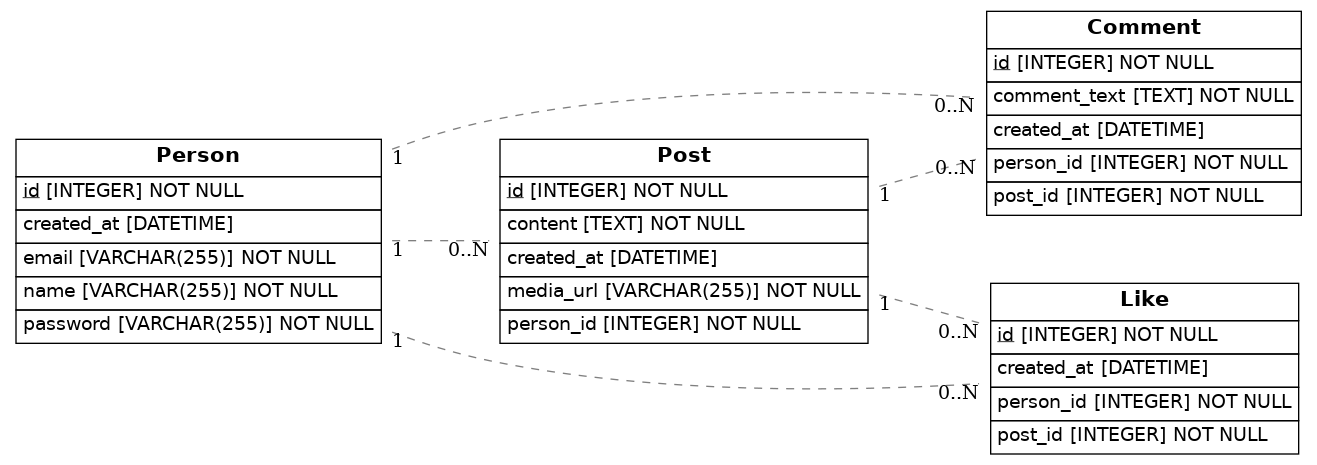 Person
id [INTEGER] NOT NULL
created_at [DATETIME]
email [VARCHAR(255)] NOT NULL
name [VARCHAR(255)] NOT NULL
password [VARCHAR(255)] NOT NULL
1
1
1
0..N
Post
id [INTEGER] NOT NULL
content [TEXT] NOT NULL
created_at [DATETIME]
media_url [VARCHAR(255)] NOT NULL
person_id [INTEGER] NOT NULL
1
1
0..N
0..N
Comment
id [INTEGER] NOT NULL
comment_text [TEXT] NOT NULL
created_at [DATETIME]
person_id [INTEGER] NOT NULL
post_id [INTEGER] NOT NULL
0..N
0..N
Like
id [INTEGER] NOT NULL
created_at [DATETIME]
person_id [INTEGER] NOT NULL
post_id [INTEGER] NOT NULL